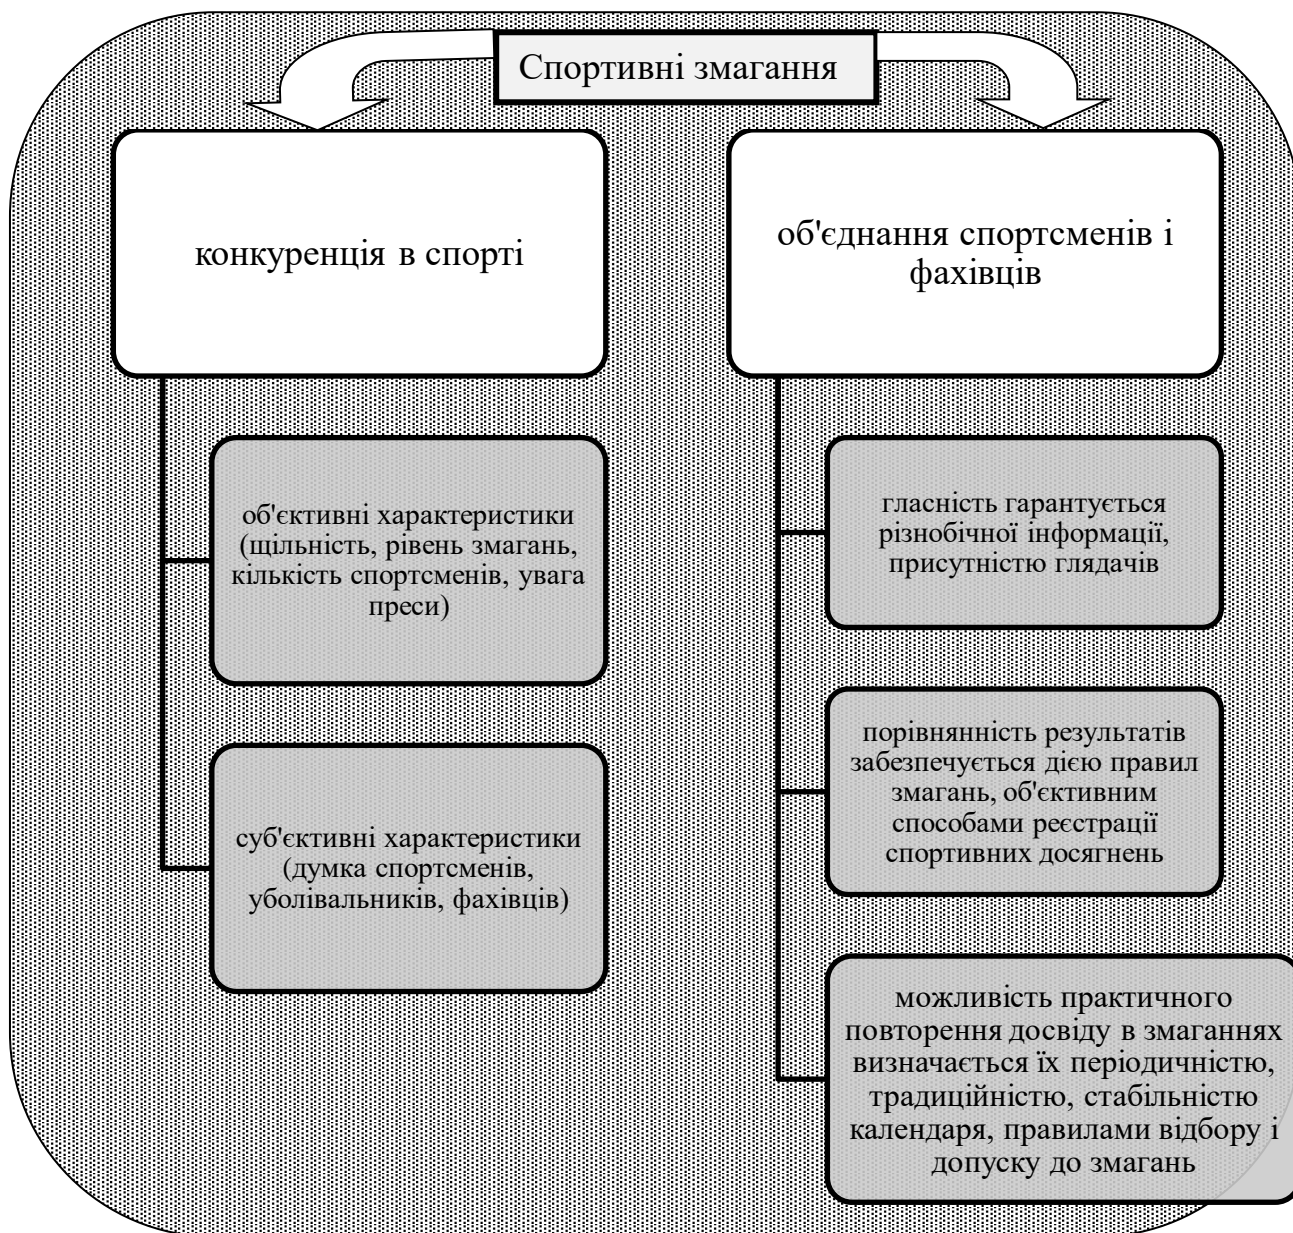 Спортивні змагання
конкуренція в спорті
об'єктивні характеристики
(щільність, рівень змагань,
кількість спортсменів, увага
преси)
суб'єктивні характеристики
(думка спортсменів,
уболівальників, фахівців)
об'єднання спортсменів і
фахівців
гласність гарантується
різнобічної інформації,
присутністю глядачів
порівнянність результатів
забезпечується дією правил
змагань, об'єктивним
способами реєстрації
спортивних досягнень
можливість практичного
повторення досвіду в змаганнях
визначається їх періодичністю,
традиційністю, стабільністю
календаря, правилами відбору і
допуску до змагань